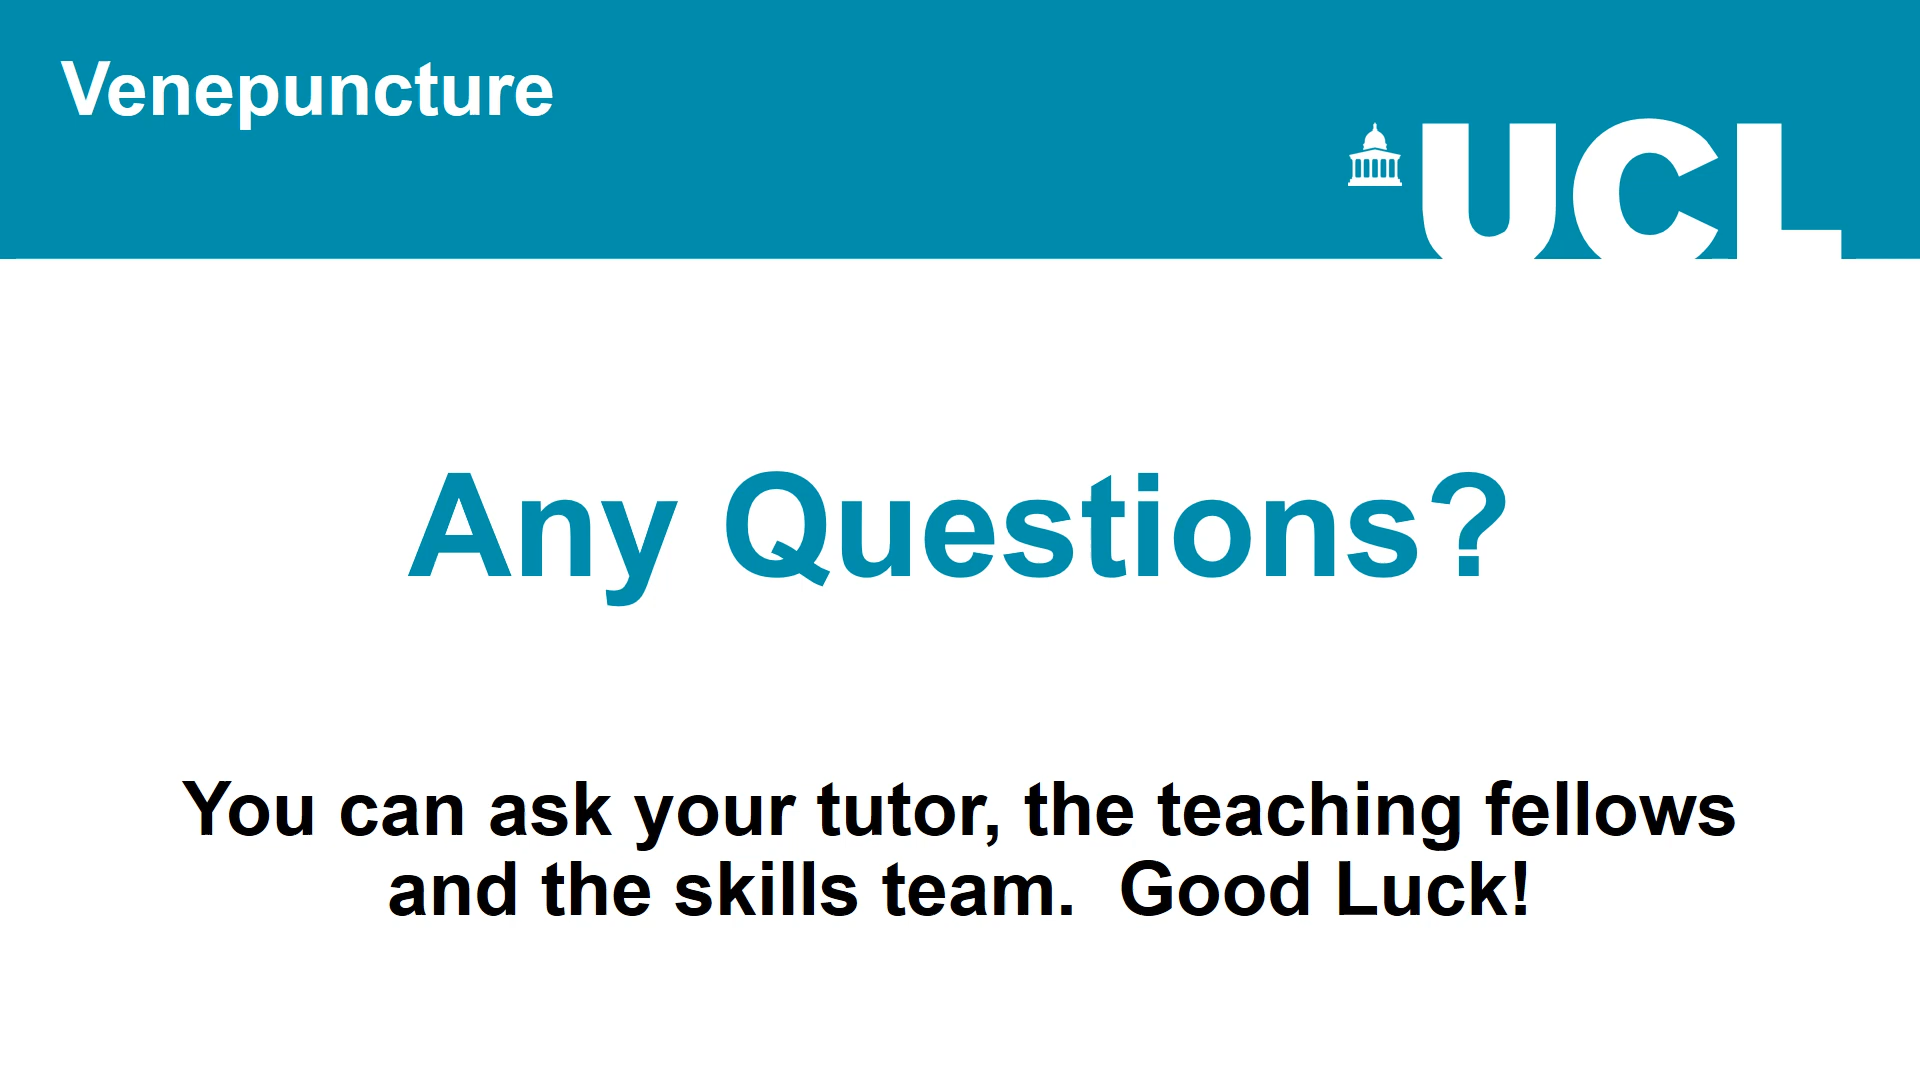 Venepuncture
UCL
Any Questions?
You can ask your tutor, the teaching fellows
and the skills team.  Good Luck!